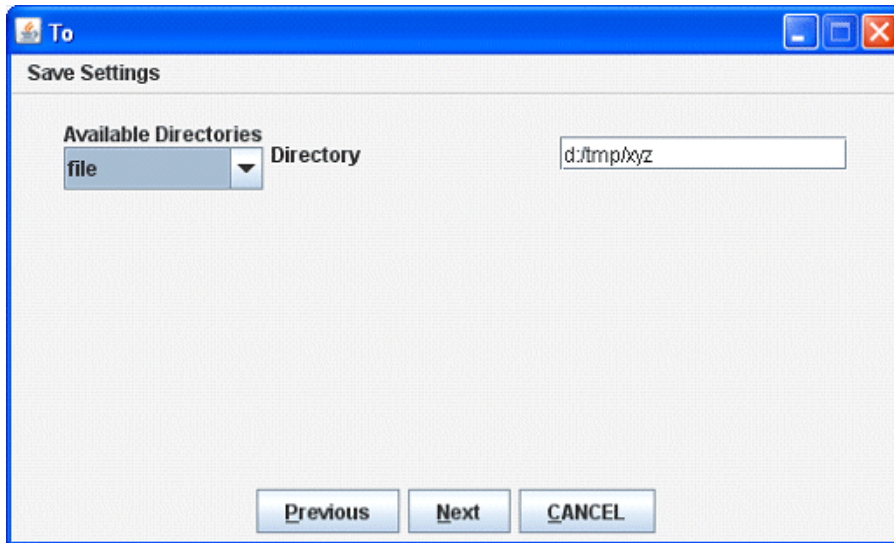 To
Save Settings
Available Directories
file
Directory
d:/tmp/xyz
Previous Next CANCEL